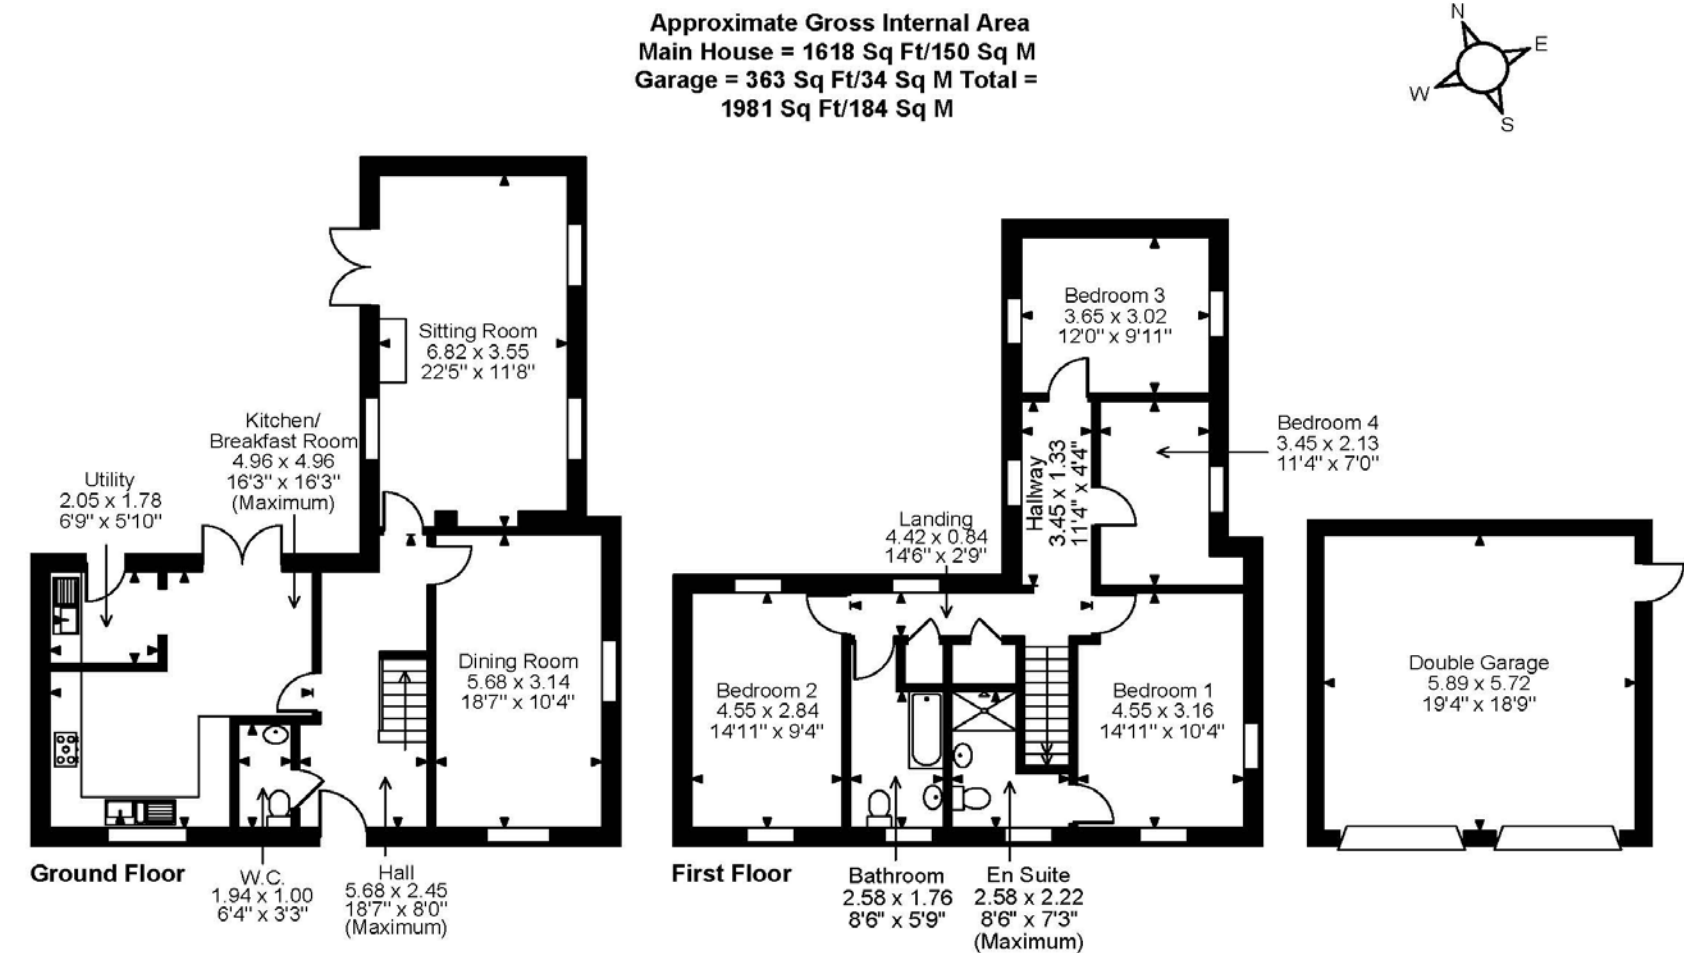 Approximate Gross Internal Area
Main House = 1618 Sq Ft/150 Sq M
Garage = 363 Sq Ft/34 Sq M Total =
1981 Sq Ft/184 Sq M
N
E
W
S
Sitting Room
6.82 x 3.55
22'5" x 11'8"
Kitchen/
Breakfast Room
4.96 x 4.96
16'3" x 16'3"
(Maximum)
Utility
2.05 x 1.78
6'9" x 5'10"
Dining Room
5.68 x 3.14
18'7" x 10'4"
Ground Floor
W.C.
1.94 x 1.00
6'4" x 3'3"
Hall
5.68 x 2.45
18'7" x 8'0"
(Maximum)
Bedroom 3
3.65 x 3.02
12'0" x 9'11"
Bedroom 4
3.45 x 2.13
11'4" x 7'0"
Hallway
3.45 x 1.33
11'4" x 4'4"
Landing
4.42 x 0.84
14'6" x 2'9"
Bedroom 2
4.55 x 2.84
14'11" x 9'4"
Bedroom 1
4.55 x 3.16
14'11" x 10'4"
First Floor
Bathroom
2.58 x 1.76
8'6" x 5'9"
En Suite
2.58 x 2.22
8'6" x 7'3"
(Maximum)
Double Garage
5.89 x 5.72
19'4" x 18'9"